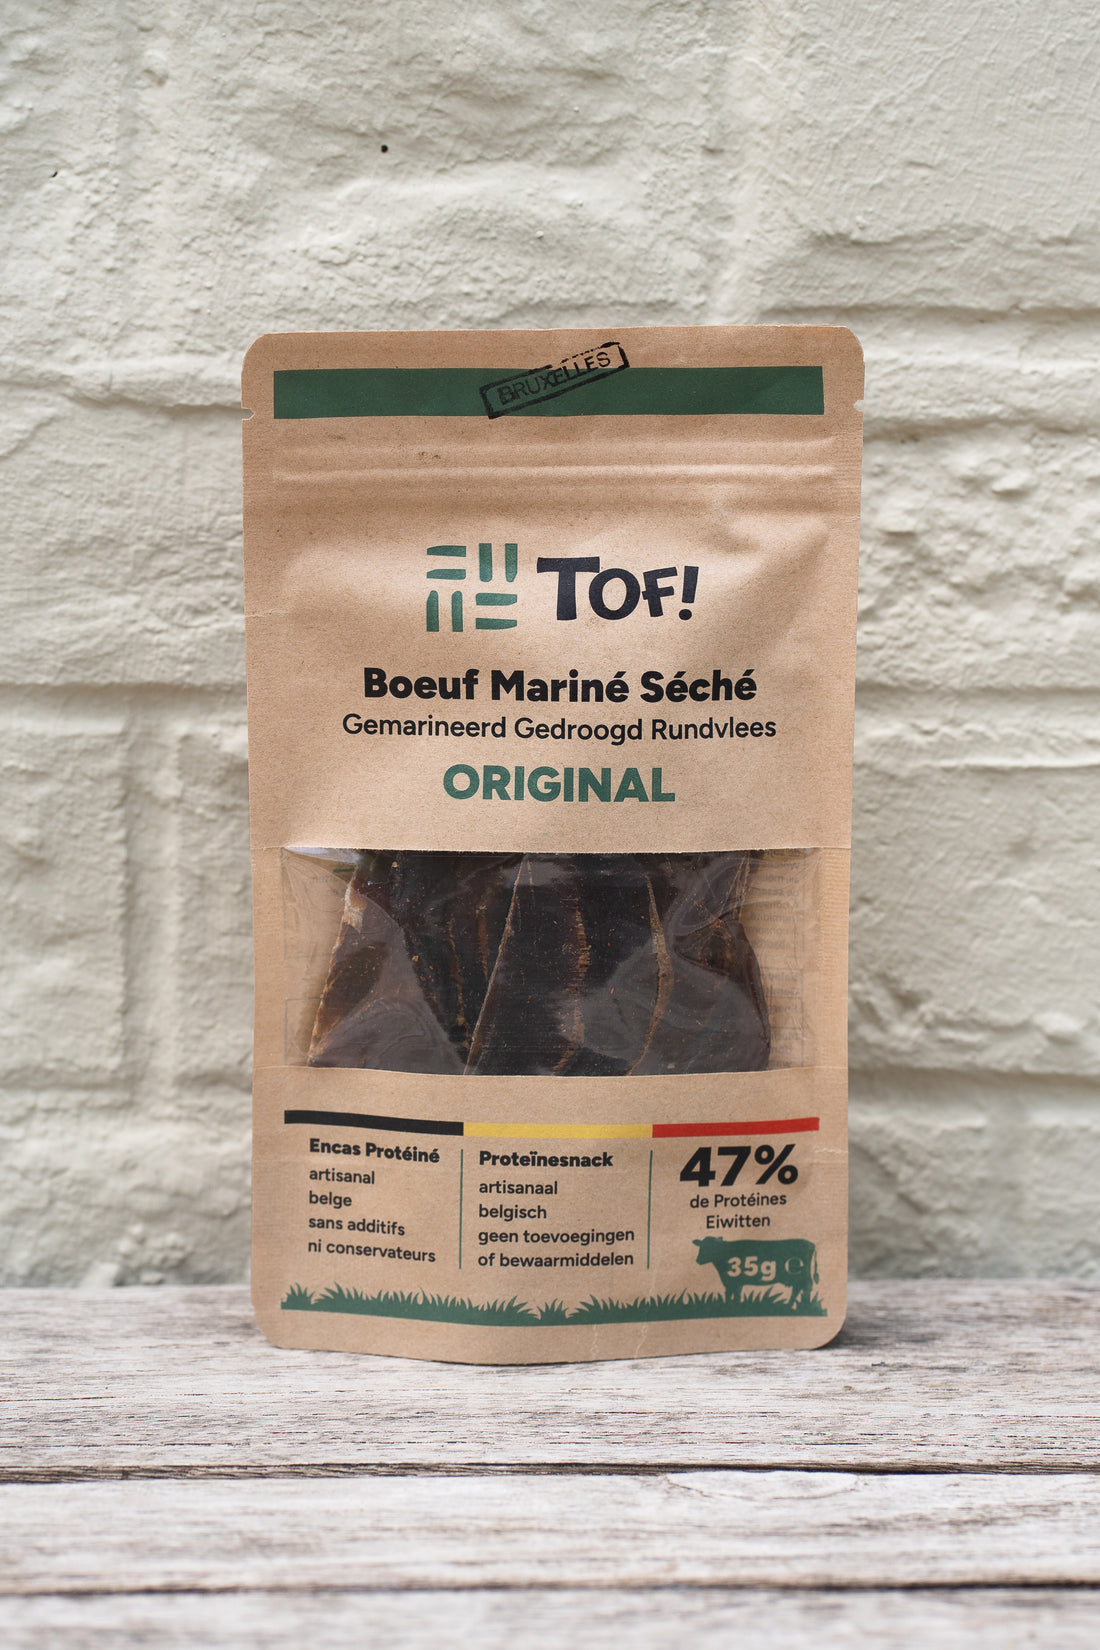 BRUXELLES
TOF!
Boeuf Mariné Séché
Gemarineerd Gedroogd Rundvlees
ORIGINAL
Encas Protéiné
artisanal
belge
sans additifs
ni conservateurs
Proteïnesnack
artisanaal
belgisch
geen toevoegingen
of bewaarmiddelen
47%
de Protéines
Eiwitten
35g ℮